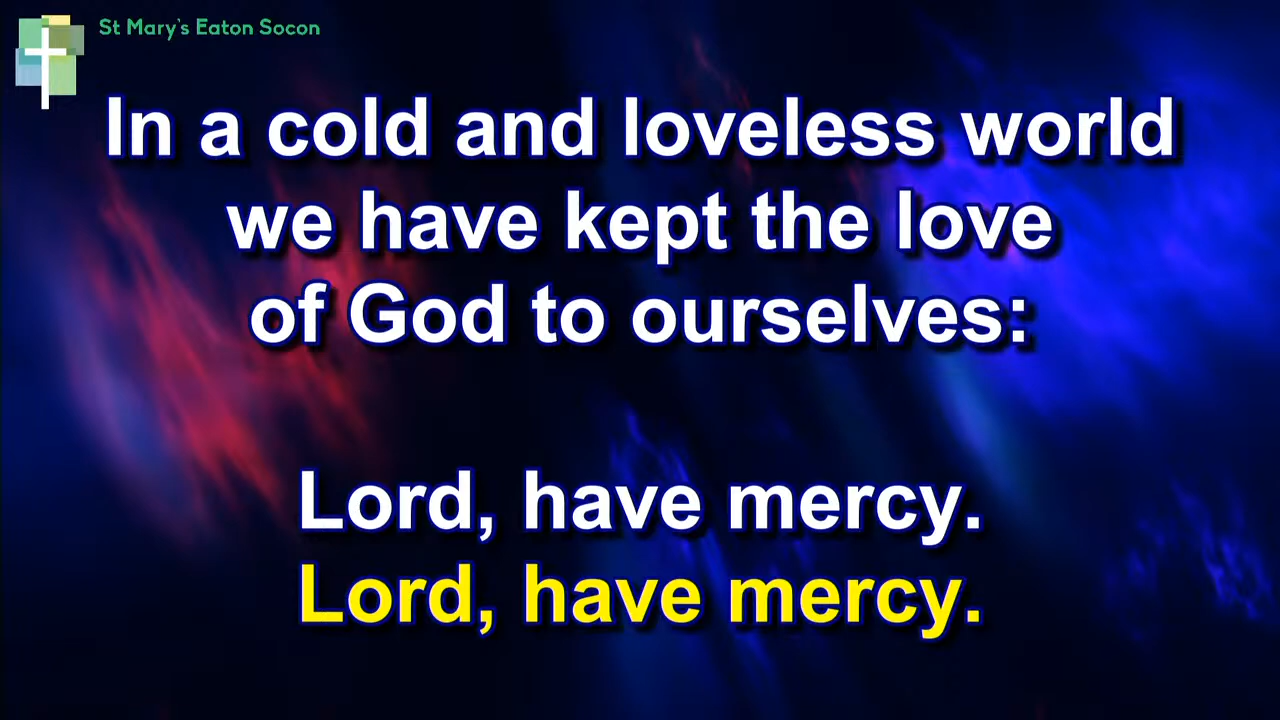 St Mary's Eaton Socon
In a cold and loveless world
we have kept the love
of God to ourselves:
Lord, have mercy.
Lord, have mercy.